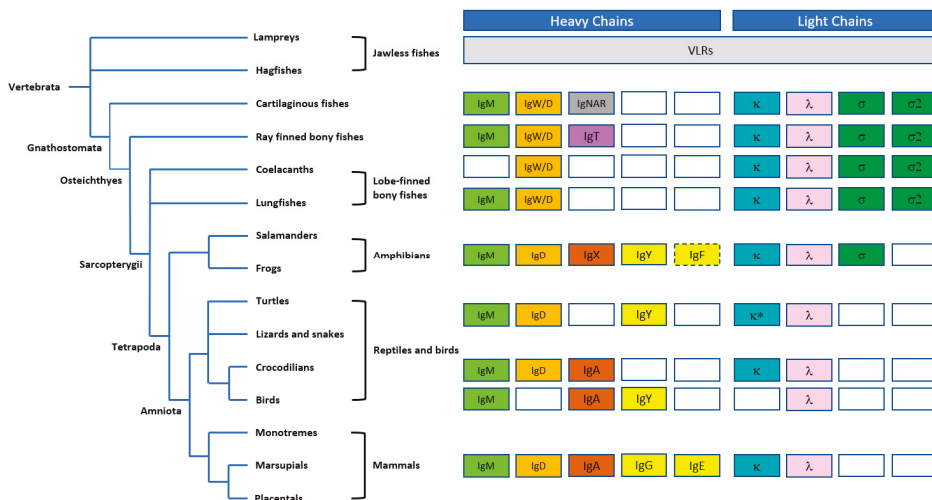 Heavy Chains Light Chains
Lampreys
Jawless fishes
VLRs
Hagfishes
Vertebrata
Cartilaginous fishes IgM IgW/D IgNAR κ λ σ σ2
Gnathostomata
Ray finned bony fishes IgM IgW/D IgT κ λ σ σ2
Osteichthyes
Coelacanths IgW/D κ λ σ σ2
Lobe-finned
bony fishes
Lungfishes IgM IgW/D κ λ σ σ2
Salamanders
Sarcopterygii Amphibians IgM IgD IgX IgY IgF κ λ σ
Frogs
Turtles
IgM IgD IgY κ* λ
Lizards and snakes
Tetrapoda Reptiles and birds
Crocodilians IgM IgD IgA κ λ
Birds IgM IgA IgY λ
Amniota
Monotremes
Marsupials Mammals IgM IgD IgA IgG IgE κ λ
Placentals